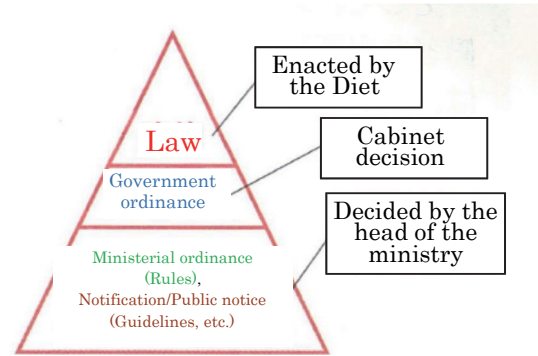 Enacted by
the Diet
Law
Cabinet
decision
Government
ordinance
Decided by the
head of the
ministry
Ministerial ordinance
(Rules),
Notification/Public notice
(Guidelines, etc.)